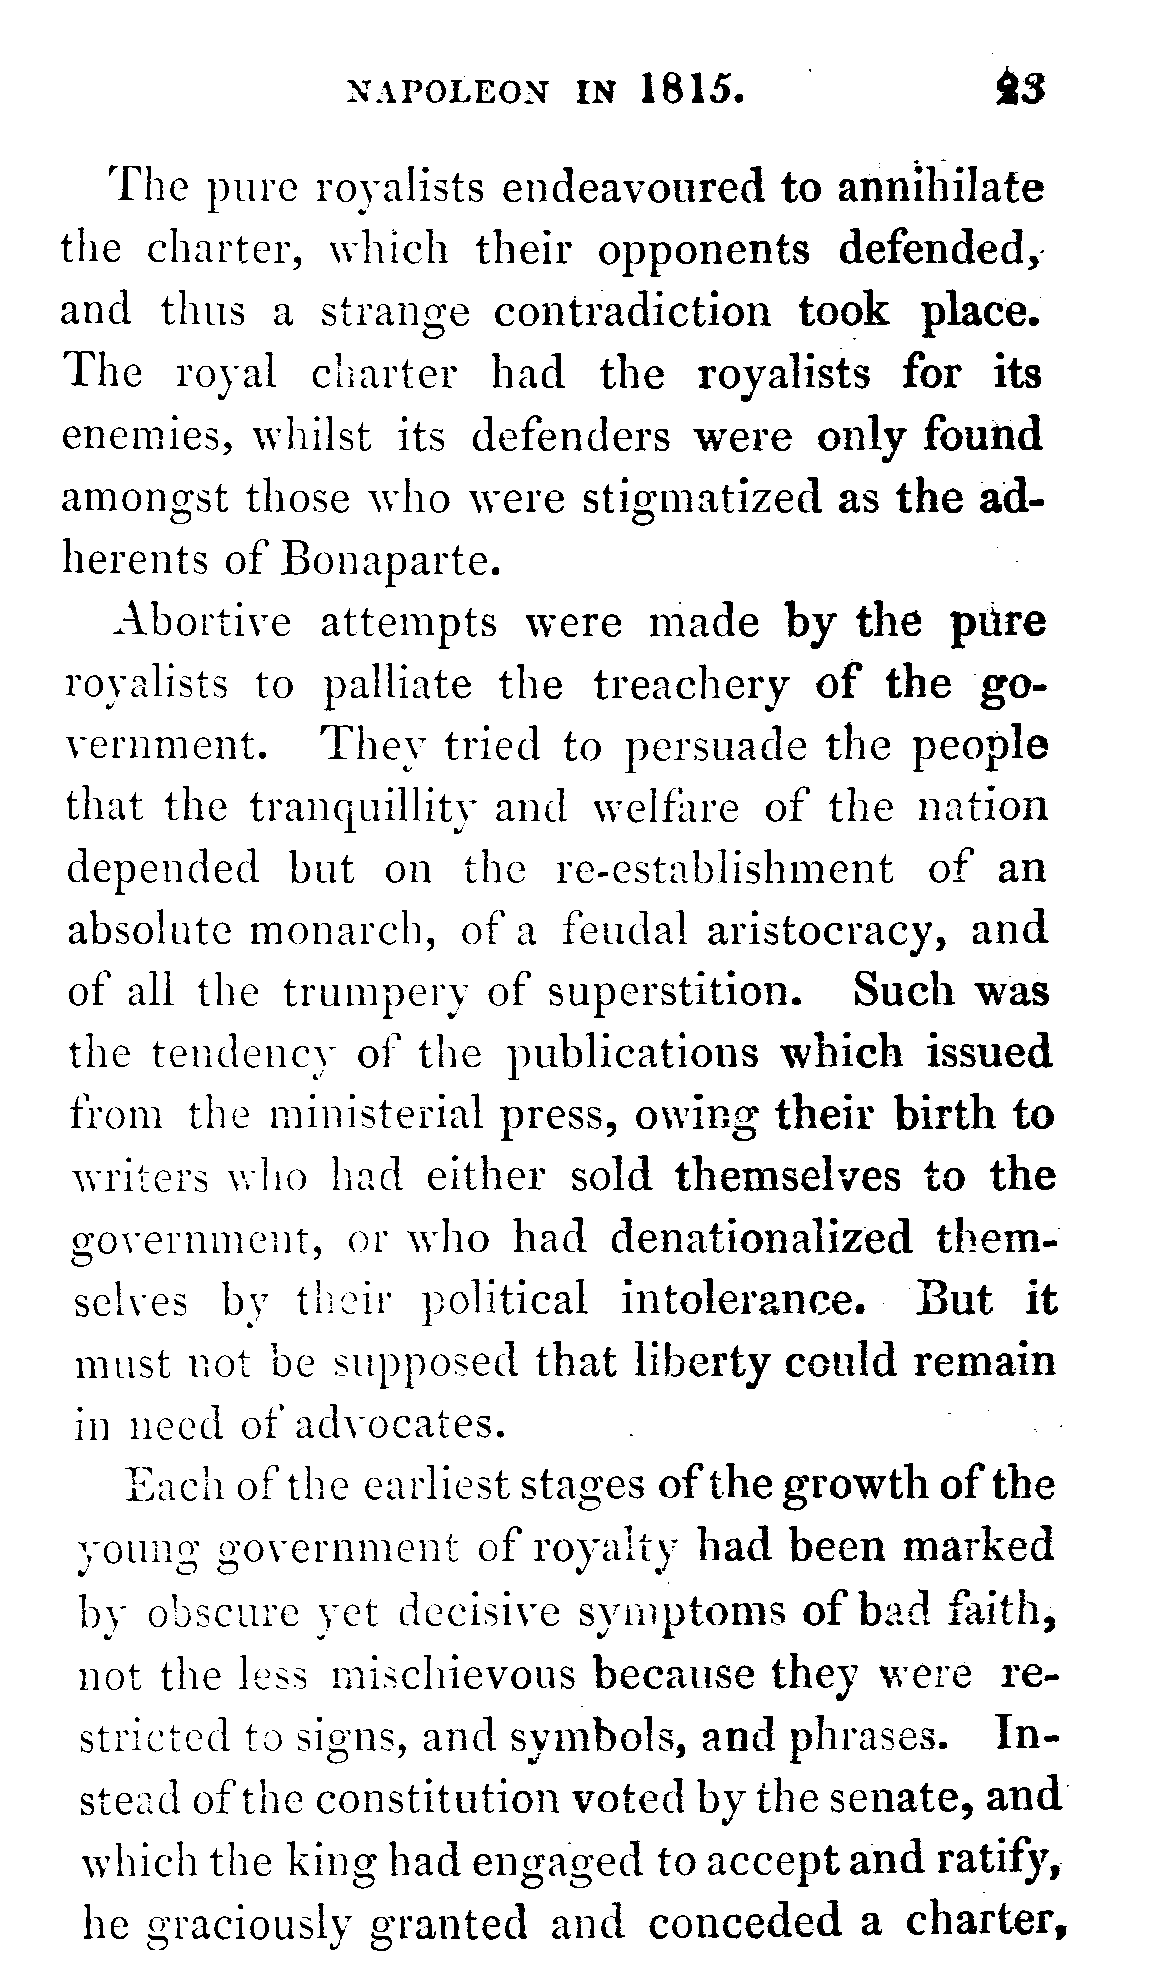 NAPOLEON IN 1815. 23
The pure royalists endeavoured to annihilate
the charter, which their opponents defended,
and thus a strange contradiction took place.
The royal charter had the royalists for its
enemies, whilst its defenders were only found
amongst those who were stigmatized as the ad-
herents of Bonaparte.
Abortive attempts were made by the pure
royalists to palliate the treachery of the go-
vernment. They tried to persuade the people
that the tranquillity and welfare of the nation
depended but on the re-establishment of an
absolute monarch, of a feudal aristocracy, and
of all the trumpery of superstition. Such was
the tendency of the publications which issued
from the ministerial press, owing their birth to
writers who had either sold themselves to the
government, or who had denationalized them-
selves by their political intolerance. But it
must not be supposed that liberty could remain
in need of advocates.
Each of the earliest stages of the growth of the
young government of royalty had been marked
by obscure yet decisive symptoms of bad faith,
not the less mischievous because they were re-
stricted to signs, and symbols, and phrases. In-
stead of the constitution voted by the senate, and
which the king had engaged to accept and ratify,
he graciously granted and conceded a charter,